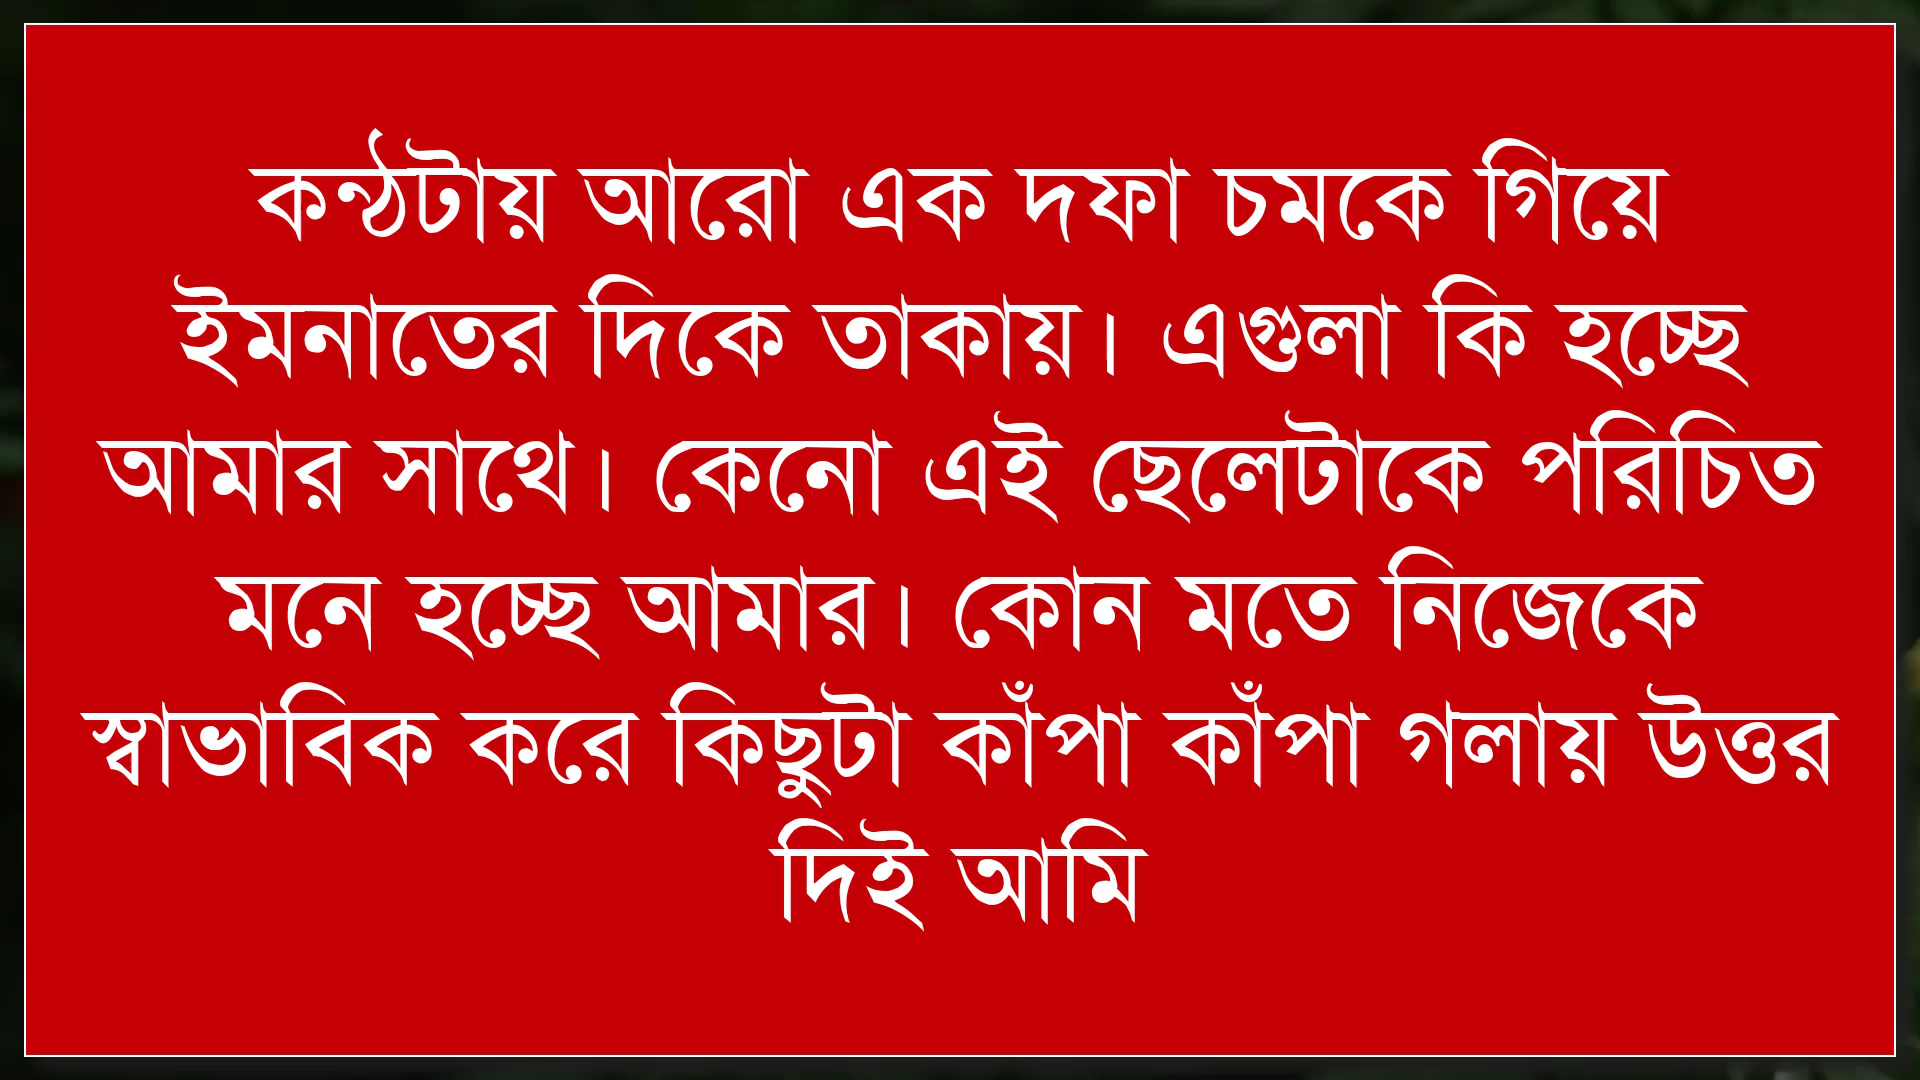 কন্ঠটায় আরো এক দফা চমকে গিয়ে
ইমনাতের দিকে তাকায়। এগুলা কি হচ্ছে
আমার সাথে। কেনো এই ছেলেটাকে পরিচিত
মনে হচ্ছে আমার। কোন মতে নিজেকে
স্বাভাবিক করে কিছুটা কাঁপা কাঁপা গলায় উত্তর
দিই আমি